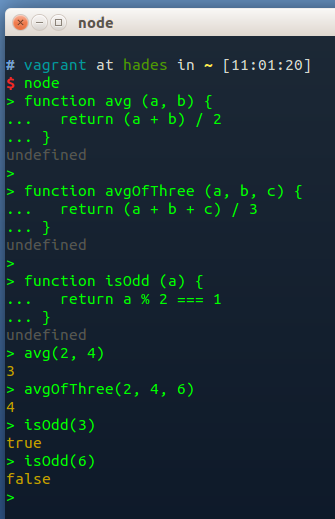 node
# vagrant at hades in ~ [11:01:20]
$ node
> function avg (a, b) {
...   return (a + b) / 2
... }
undefined
>
> function avgOfThree (a, b, c) {
...   return (a + b + c) / 3
... }
undefined
>
> function isOdd (a) {
...   return a % 2 === 1
... }
undefined
> avg(2, 4)
3
> avgOfThree(2, 4, 6)
4
> isOdd(3)
true
> isOdd(6)
false
>